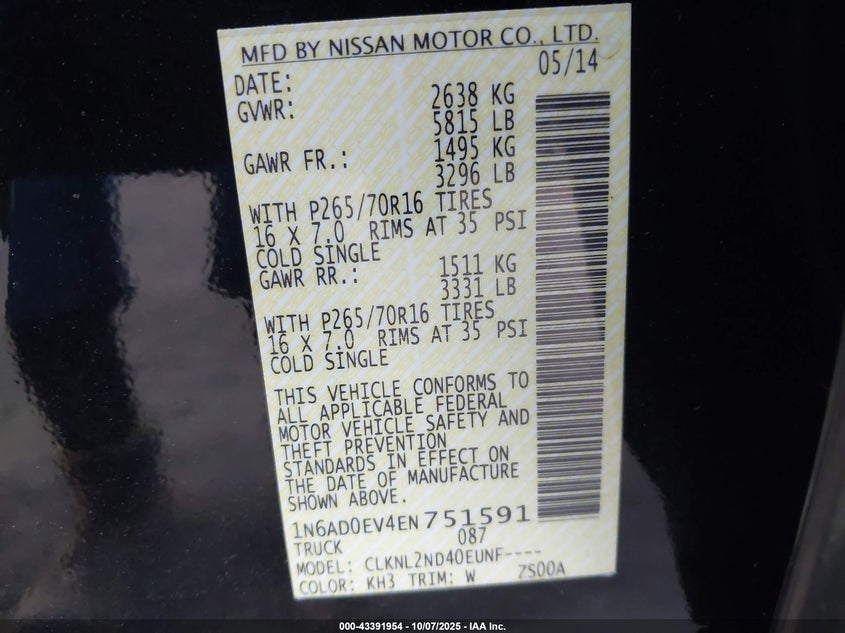 MFD BY NISSAN MOTOR CO., LTD.
DATE: 05/14
GVWR: 2638 KG
5815 LB
GAWR FR.: 1495 KG
3296 LB
WITH P265/70R16 TIRES
16 X 7.0 RIMS AT 35 PSI
COLD SINGLE
GAWR RR.: 1511 KG
3331 LB
WITH P265/70R16 TIRES
16 X 7.0 RIMS AT 35 PSI
COLD SINGLE
THIS VEHICLE CONFORMS TO
ALL APPLICABLE FEDERAL
MOTOR VEHICLE SAFETY AND
THEFT PREVENTION
STANDARDS IN EFFECT ON
THE DATE OF MANUFACTURE
SHOWN ABOVE.
1N6AD0EV4EN751591
TRUCK 087
MODEL: CLKNL2ND40EUNF----
COLOR: KH3 TRIM: W ZS00A
000-43391954 - 10/07/2025 - IAA Inc.